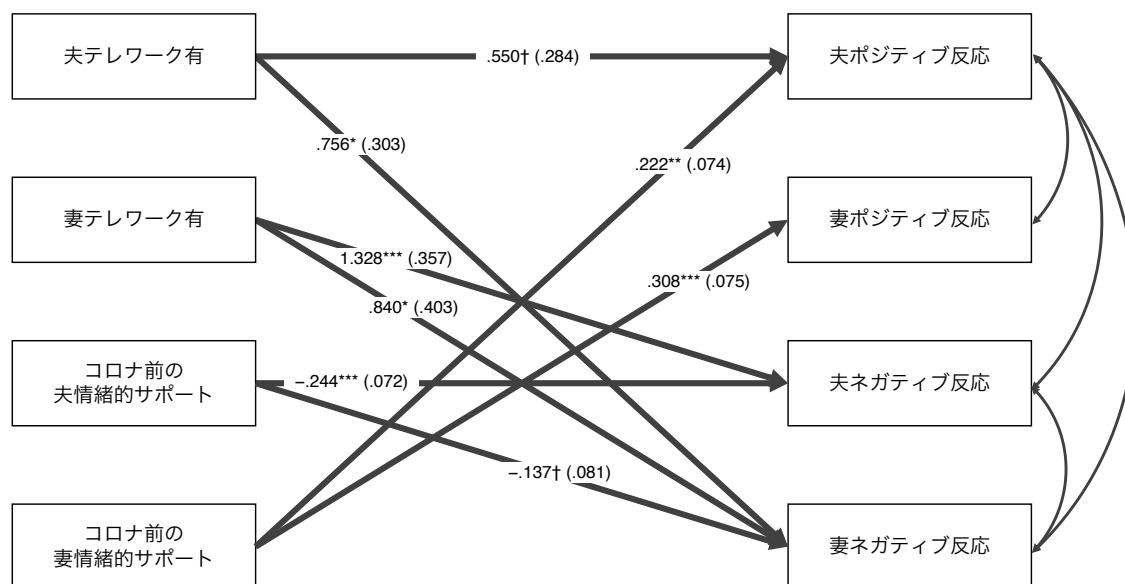 夫テレワーク有
.550† (.284)
夫ポジティブ反応
.756* (.303)
.222** (.074)
妻テレワーク有
妻ポジティブ反応
1.328*** (.357)
.308*** (.075)
.840* (.403)
コロナ前の
夫情緒的サポート
−.244*** (.072)
夫ネガティブ反応
−.137† (.081)
コロナ前の
妻情緒的サポート
妻ネガティブ反応